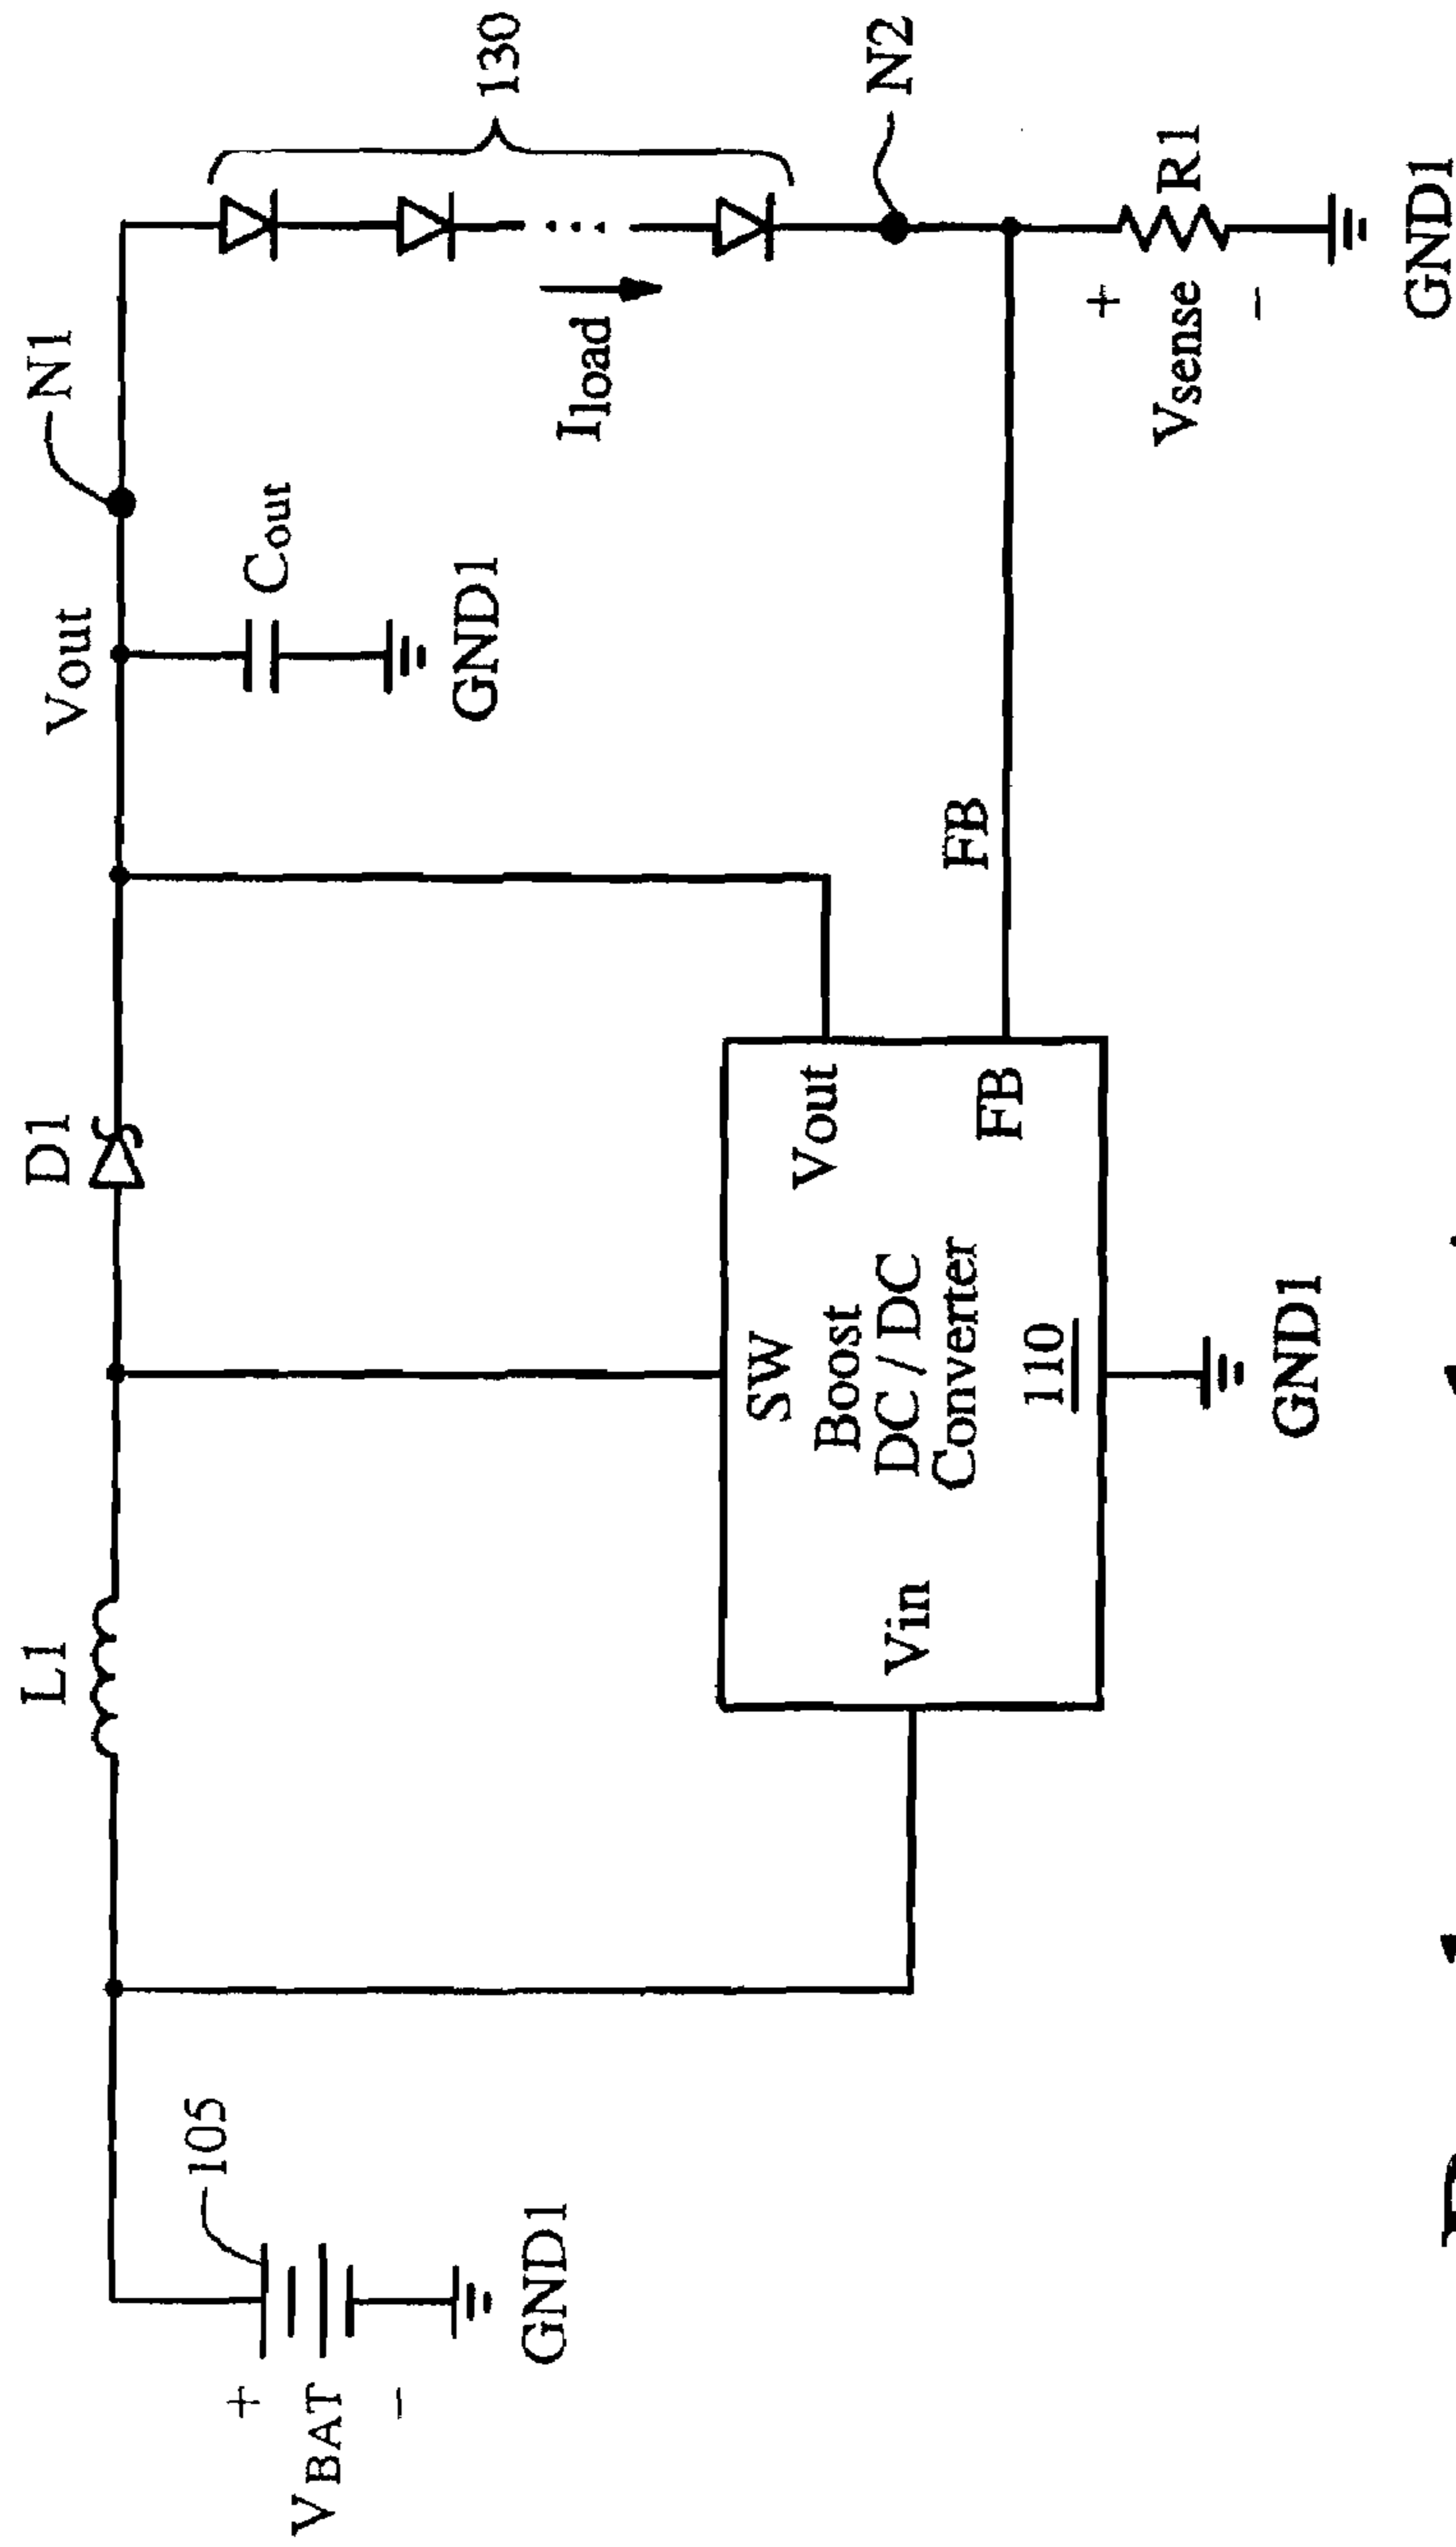 L1
D1
Vout
N1
105
+
VBAT
−
GND1
Cout
GND1
130
Iload
N2
SW
Vin
Vout
Boost
DC / DC
Converter
FB
110
FB
GND1
+
Vsense
−
R1
GND1